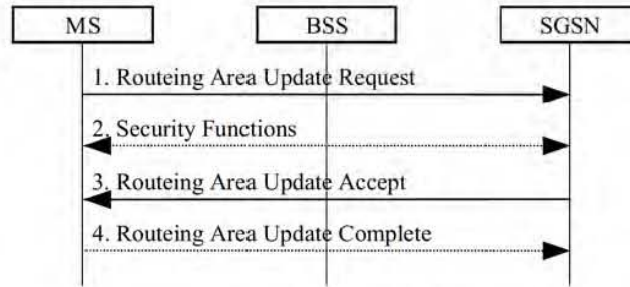 MS BSS SGSN
1. Routeing Area Update Request
2. Security Functions
3. Routeing Area Update Accept
4. Routeing Area Update Complete